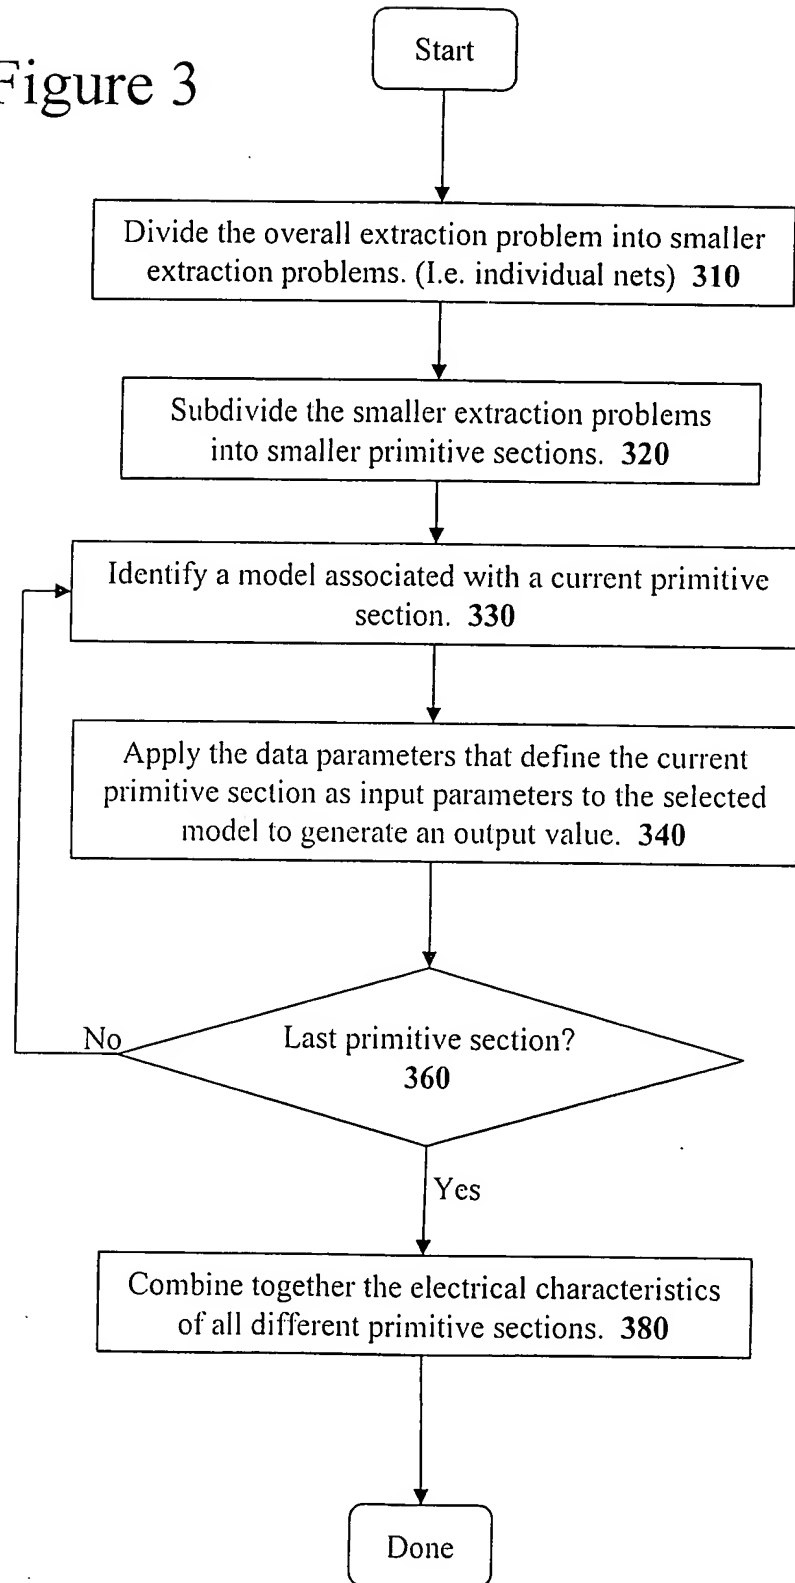 Figure 3
Start
Divide the overall extraction problem into smaller
extraction problems. (I.e. individual nets) 310
Subdivide the smaller extraction problems
into smaller primitive sections. 320
Identify a model associated with a current primitive
section. 330
Apply the data parameters that define the current
primitive section as input parameters to the selected
model to generate an output value. 340
Last primitive section?
360
No
Yes
Combine together the electrical characteristics
of all different primitive sections. 380
Done